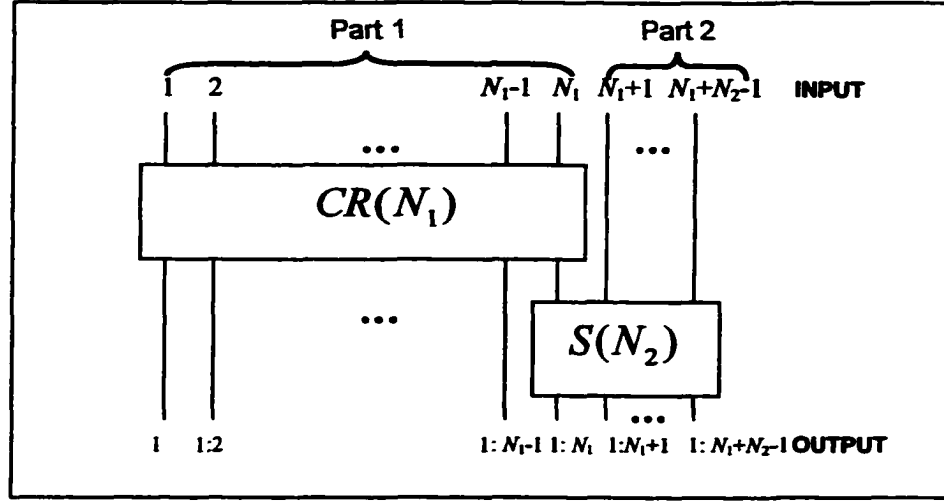 Part 1 Part 2
1 2 N₁-1 N₁ N₁+1 N₁+N₂-1 INPUT
... ...
CR(N₁)
...
S(N₂)
...
1 1:2 1: N₁-1 1: N₁ 1:N₁+1 1: N₁+N₂-1 OUTPUT